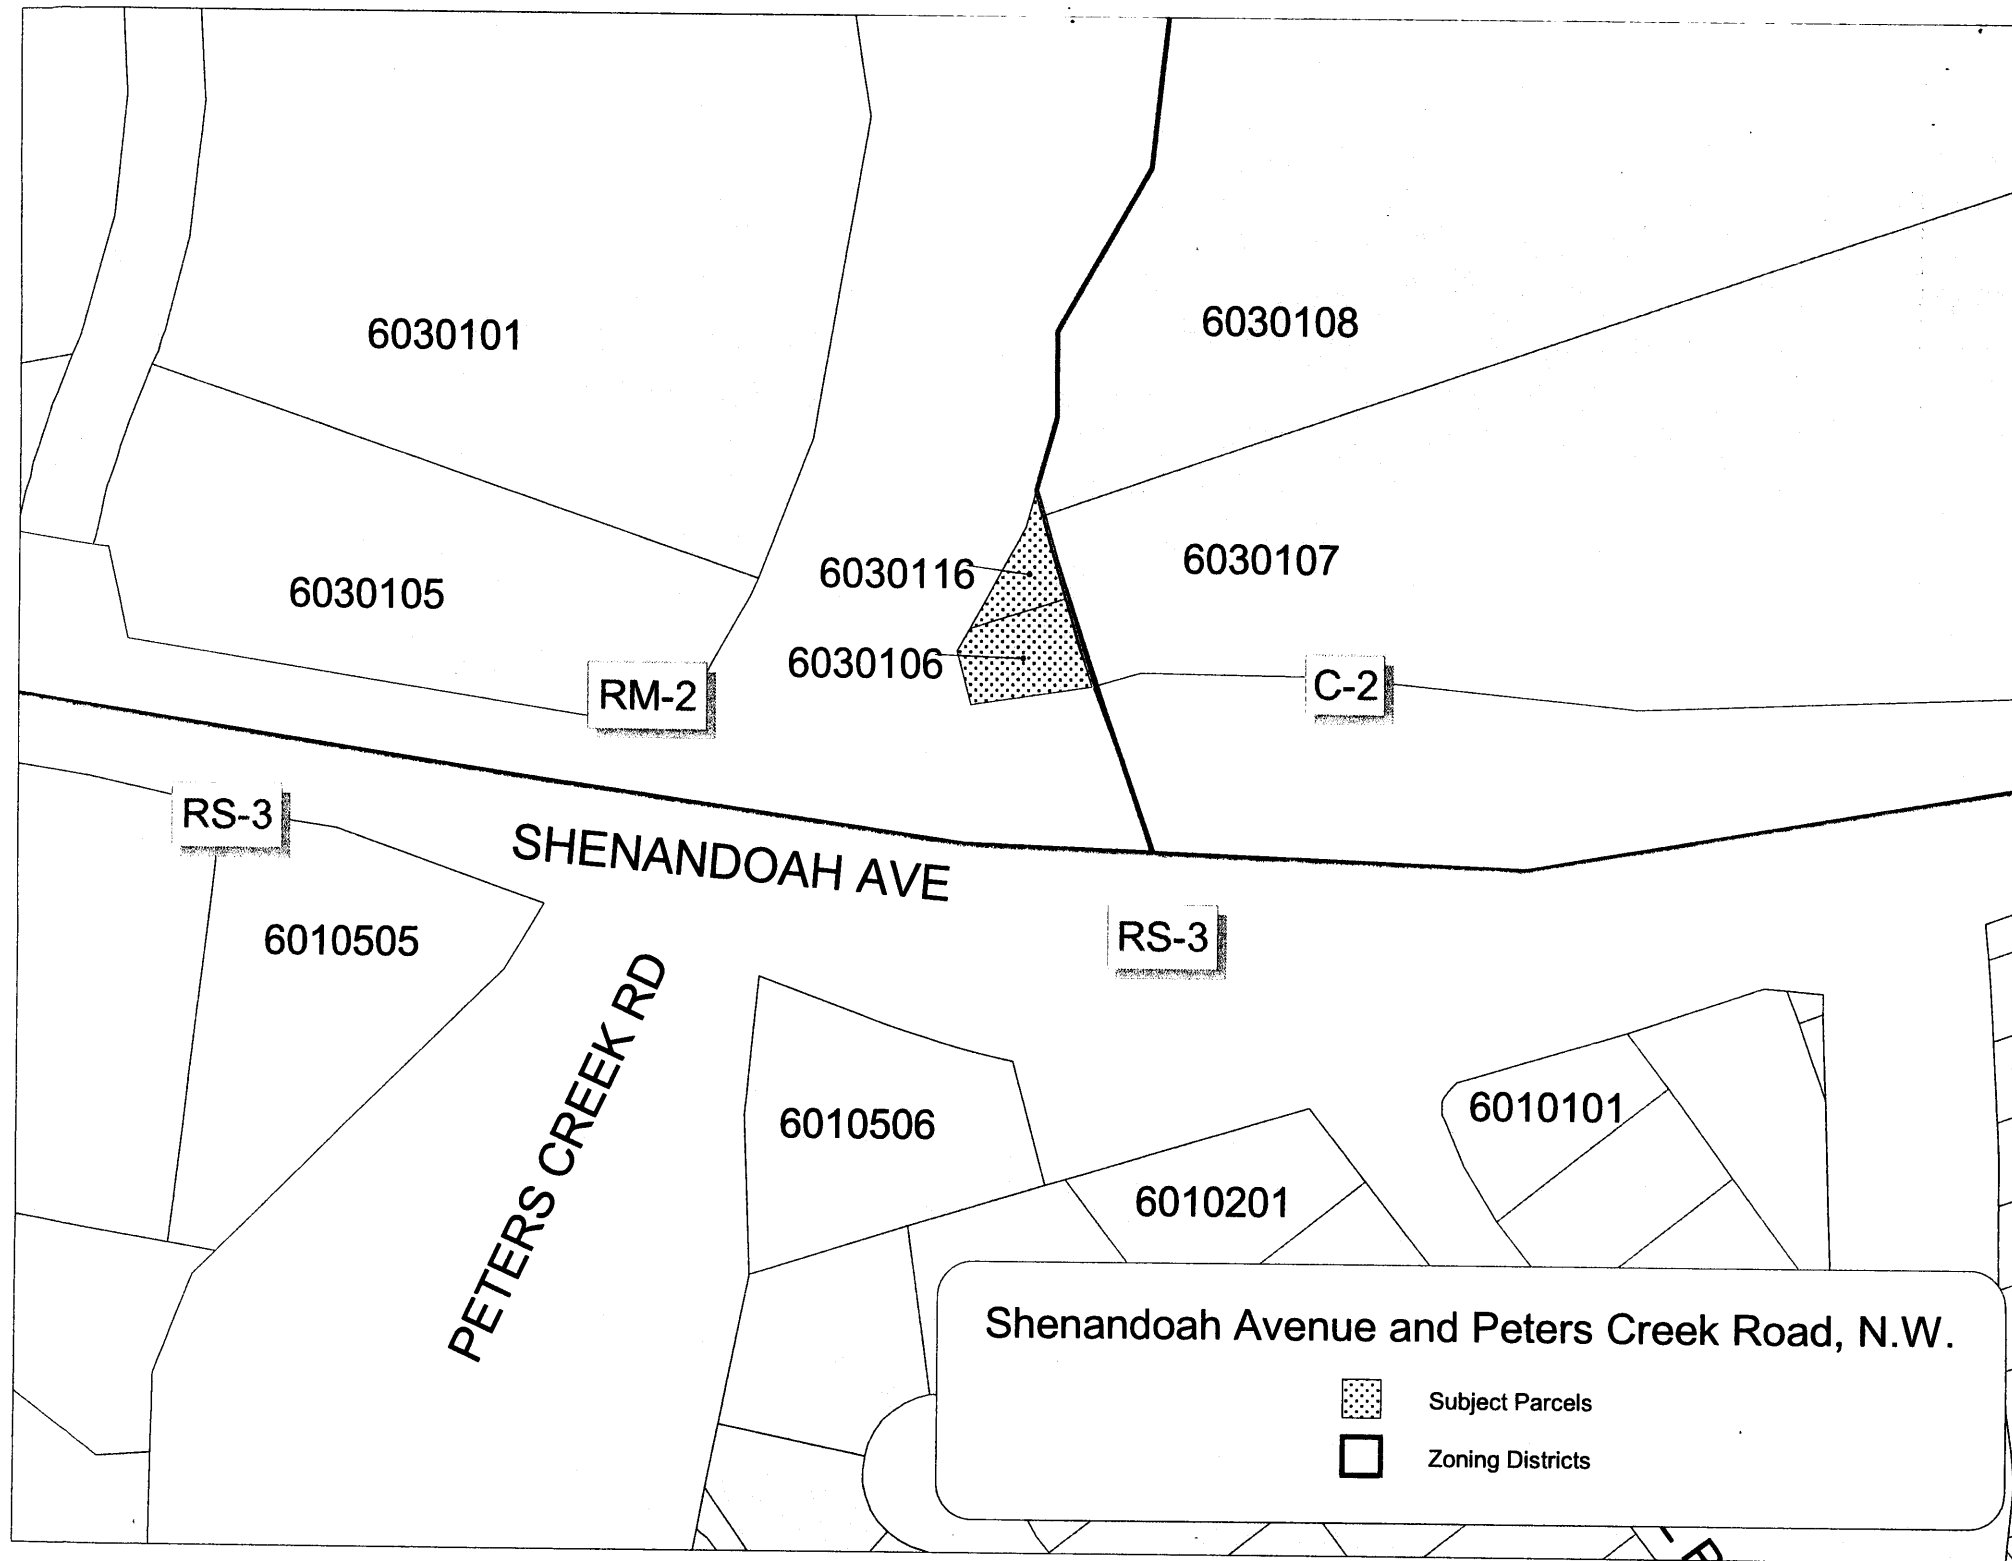 6030101
6030108
6030116
6030107
6030105
6030106
RM-2
C-2
RS-3
SHENANDOAH AVE
RS-3
6010505
PETERS CREEK RD
6010506
6010101
6010201
Shenandoah Avenue and Peters Creek Road, N.W.
Subject Parcels
Zoning Districts